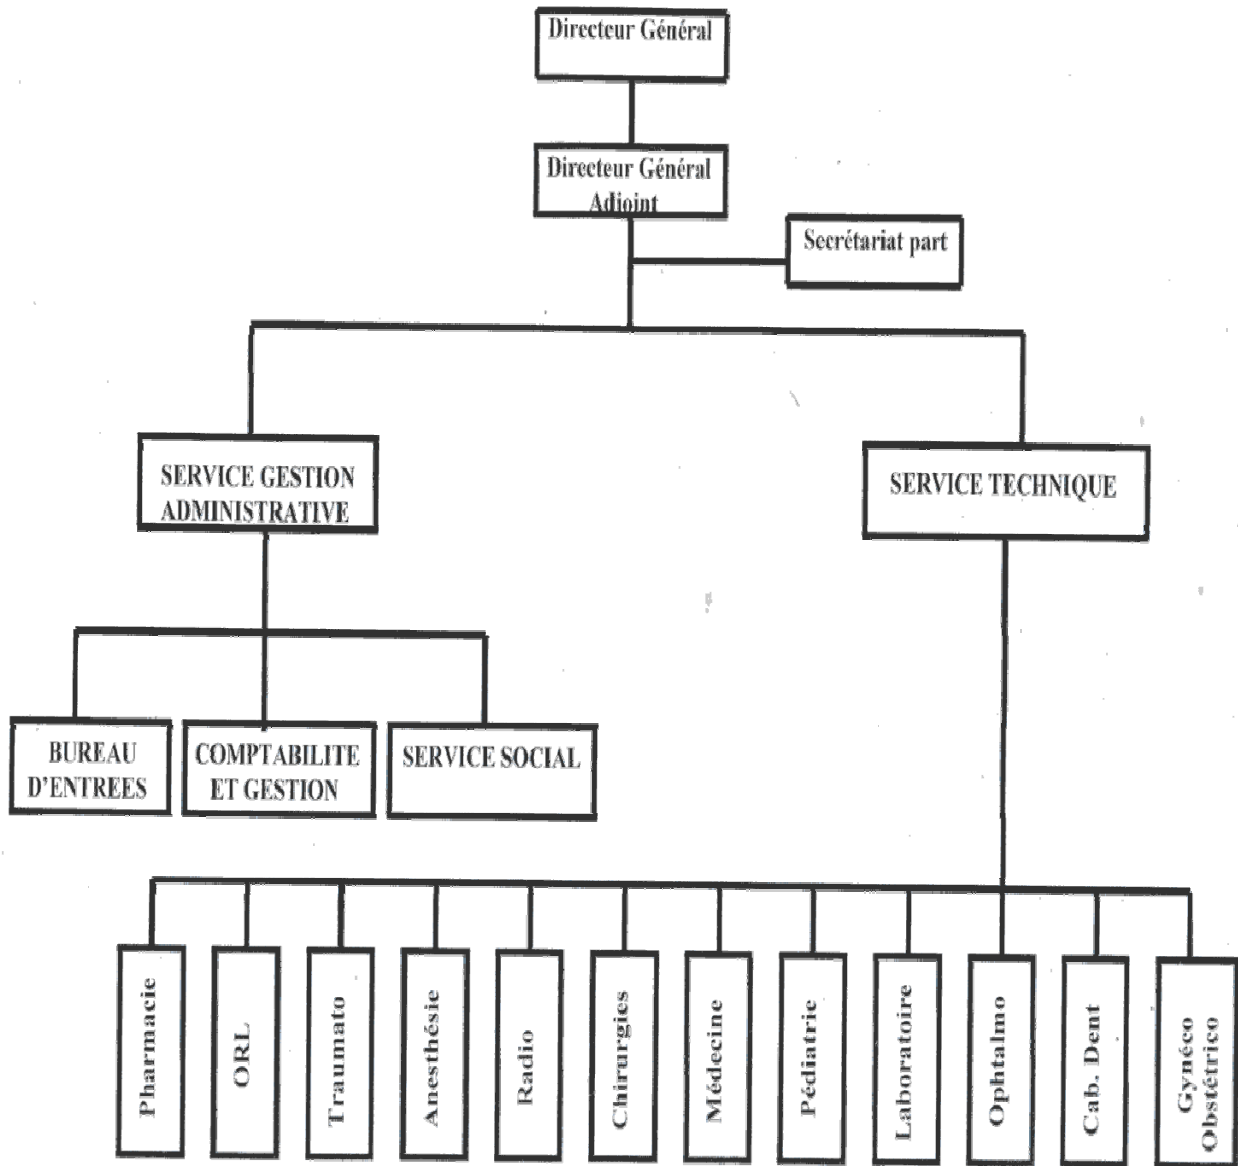 Directeur Général
Directeur Général
Adjoint
Secrétariat part
SERVICE GESTION
ADMINISTRATIVE
SERVICE TECHNIQUE
BUREAU
D'ENTREES
COMPTABILITE
ET GESTION
SERVICE SOCIAL
Pharmacie
ORL
Traumato
Anesthésie
Radio
Chirurgies
Médecine
Pédiatrie
Laboratoire
Ophtalmo
Cab. Dent
Gynéco
Obstétrico